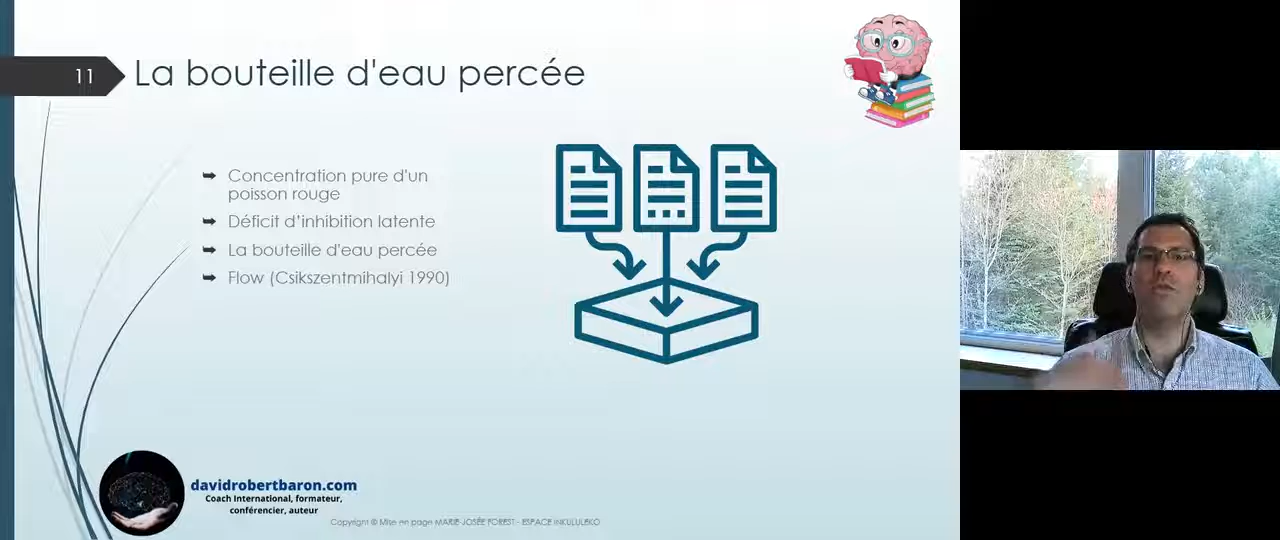 11
La bouteille d'eau percée
Concentration pure d'un
poisson rouge
Déficit d'inhibition latente
La bouteille d'eau percée
Flow (Csikszentmihalyi 1990)
davidrobertbaron.com
Coach International, formateur,
conférencier, auteur
Copyright © Mise en page MARIE-JOSÉE FOREST - ESPACE INKULULEKO